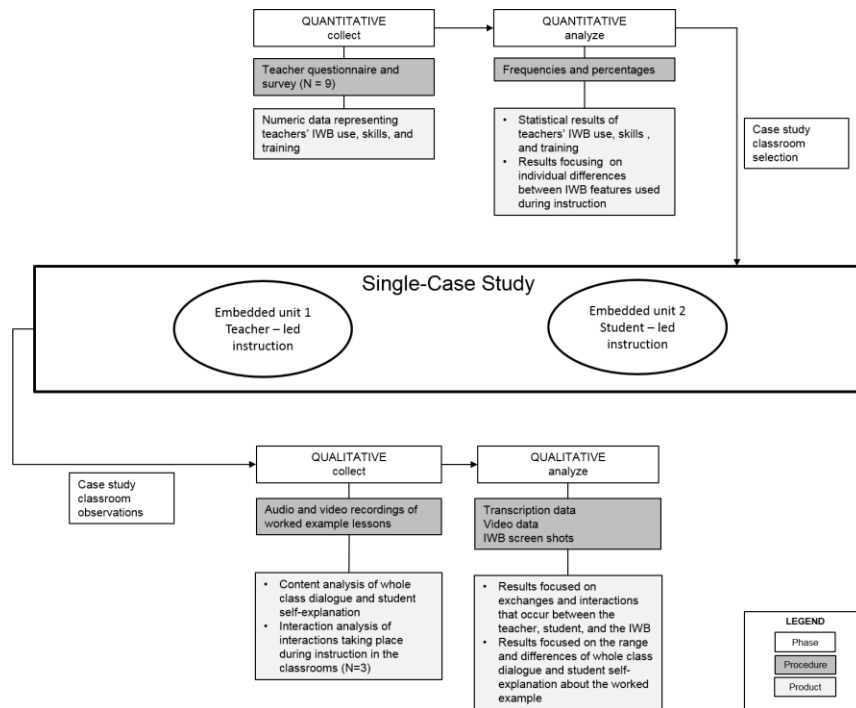 QUANTITATIVE
collect
QUANTITATIVE
analyze
Teacher questionnaire and
survey (N = 9)
Frequencies and percentages
Numeric data representing
teachers' IWB use, skills, and
training
• Statistical results of
teachers' IWB use, skills , 
and training
• Results focusing on
individual differences
between IWB features used
during instruction
Case study
classroom
selection
Single-Case Study
Embedded unit 1
Teacher – led
instruction
Embedded unit 2
Student – led
instruction
Case study
classroom
observations
QUALITATIVE
collect
QUALITATIVE
analyze
Audio and video recordings of
worked example lessons
Transcription data
Video data
IWB screen shots
• Content analysis of whole
class dialogue and student
self-explanation
• Interaction analysis of
interactions taking place
during instruction in the
classrooms (N=3)
• Results focused on
exchanges and interactions
that occur between the
teacher, student, and the IWB
• Results focused on the range
and differences of whole class
dialogue and student self-
explanation about the worked
example
LEGEND
Phase
Procedure
Product